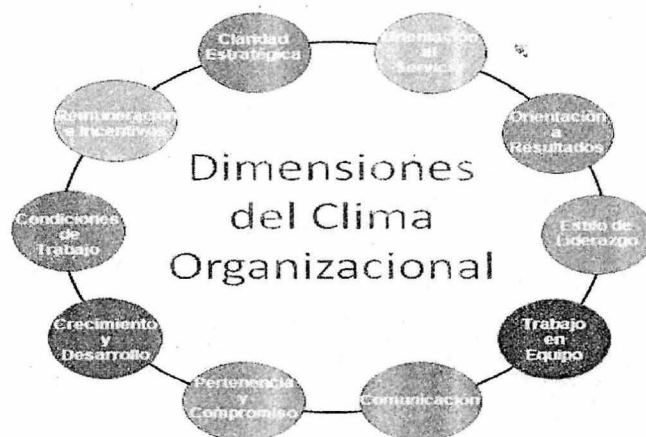 Dimensiones
del Clima
Organizacional
Claridad
Estratégica
Orientación
al
Servicio
Orientación
a
Resultados
Estilo de
Liderazgo
Trabajo
en
Equipo
Comunicación
Pertenencia
y
Compromiso
Crecimiento
y
Desarrollo
Condiciones
de
Trabajo
Remuneración
e Incentivos